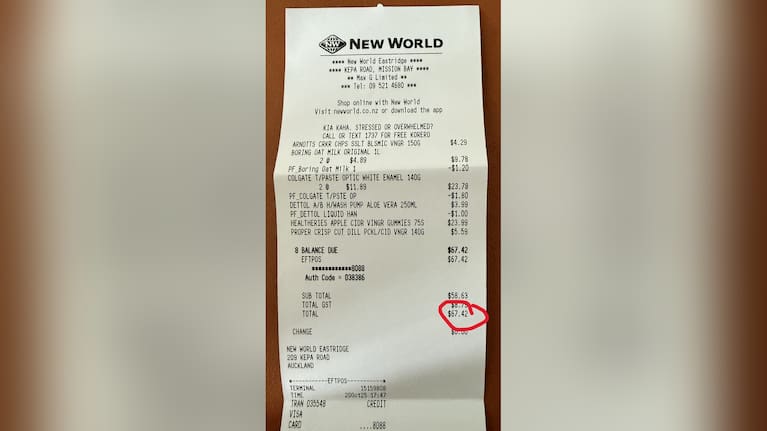 NW NEW WORLD
**** New World Eastridge ****
**** KEPA ROAD, MISSION BAY ****
** Max G Limited **
*** Tel: 09 521 4680 ***
Shop online with New World
Visit newworld.co.nz or download the app
KIA KAHA, STRESSED OR OVERWHELMED?
CALL OR TEXT 1737 FOR FREE KORERO
ARNOTTS CRKR CHPS SSLT BLSMIC VNGR 150G $4.29
BORING OAT MILK ORIGINAL 1L
2 @ $4.89 $9.78
PF_Boring Oat Milk 1 -$1.20
COLGATE T/PASTE OPTIC WHITE ENAMEL 140G
2 @ $11.89 $23.78
PF_COLGATE T/PSTE OP -$1.80
DETTOL A/B H/WASH PUMP ALOE VERA 250ML $3.99
PF_DETTOL LIQUID HAN -$1.00
HEALTHERIES APPLE CIDR VINGR GUMMIES 75S $23.99
PROPER CRISP CUT DILL PCKL/CID VNGR 140G $5.59
8 BALANCE DUE $67.42
EFTPOS $67.42
************8088
Auth Code = 038386
SUB TOTAL $58.63
TOTAL GST
TOTAL $67.42
CHANGE $0.00
NEW WORLD EASTRIDGE
209 KEPA ROAD
AUCKLAND
*----------EFTPOS----------*
TERMINAL 15159808
TIME 17:47
TRAN 035548 CREDIT
VISA
CARD ....8088